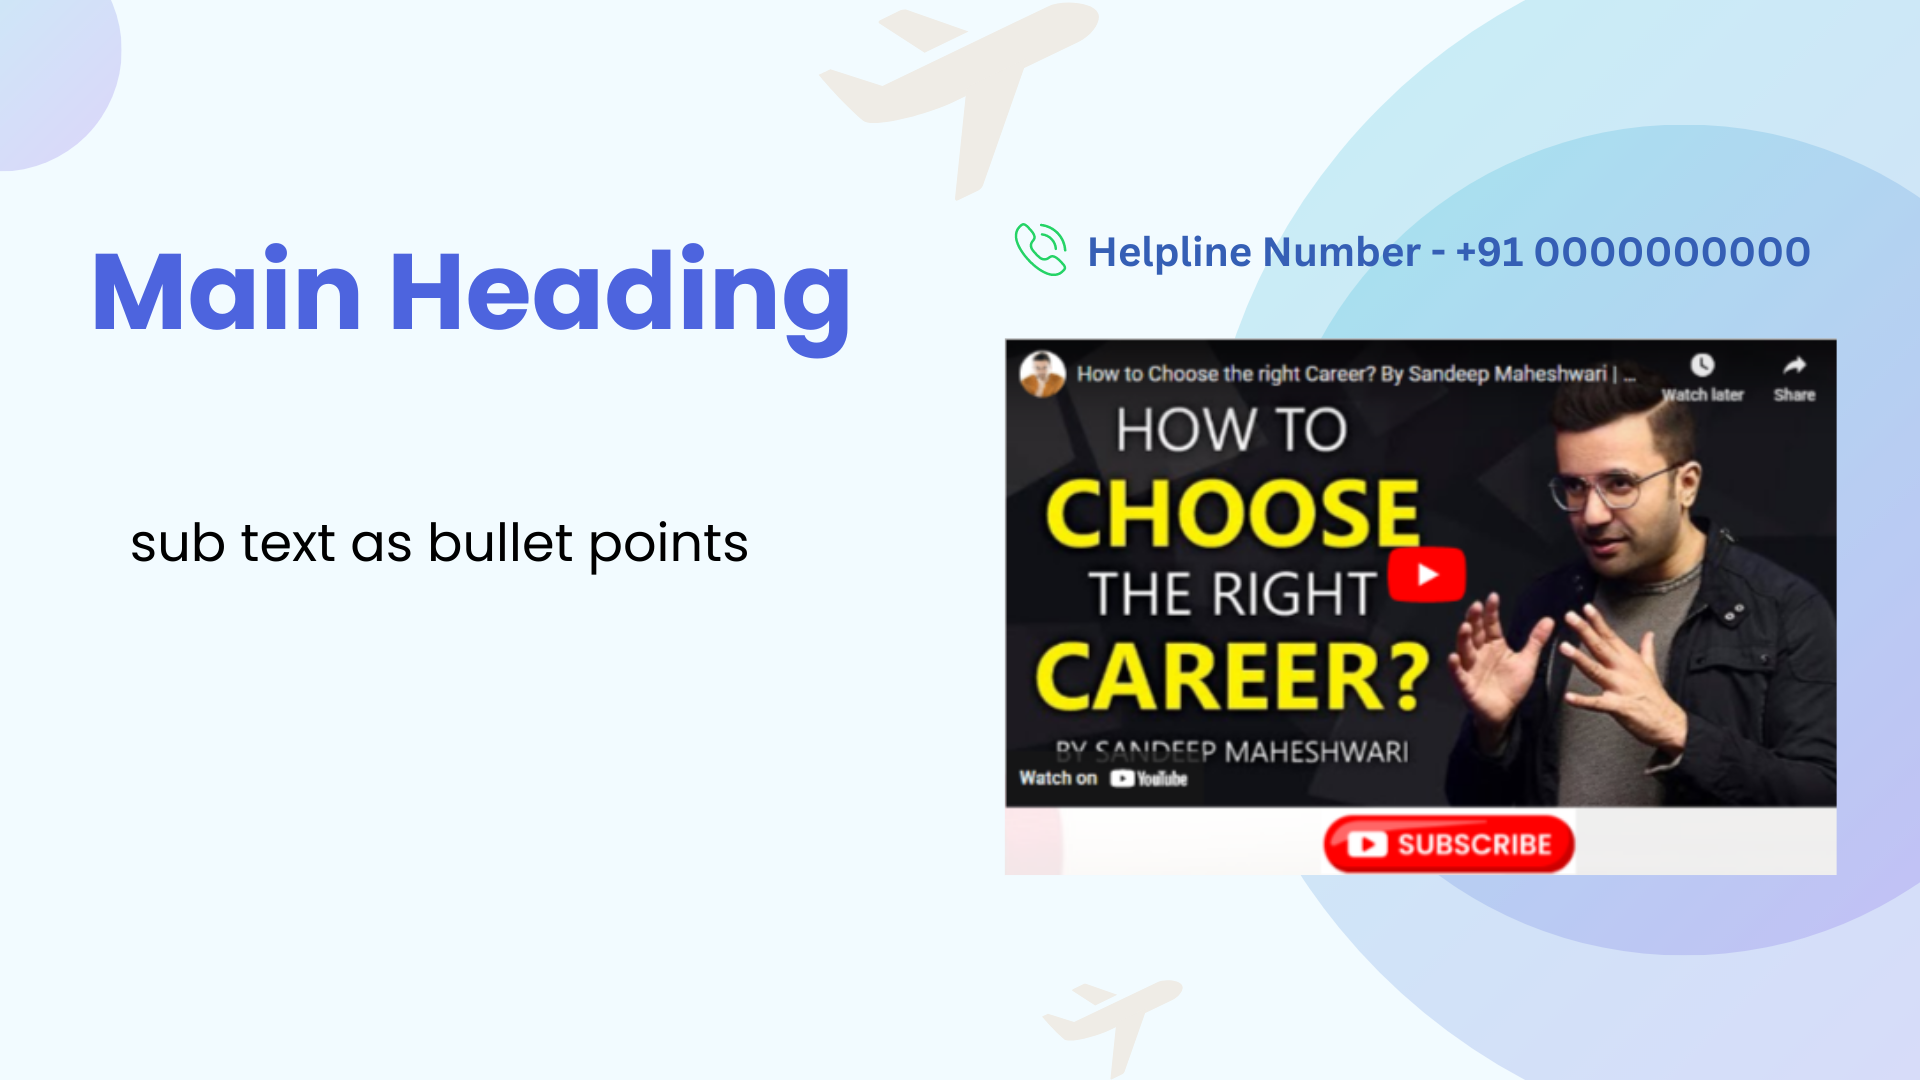 Main Heading
sub text as bullet points
Helpline Number - +91 0000000000
How to Choose the right Career? By Sandeep Maheshwari | ...
Watch later
Share
HOW TO
CHOOSE
THE RIGHT
CAREER?
BY SANDEEP MAHESHWARI
Watch on YouTube
SUBSCRIBE